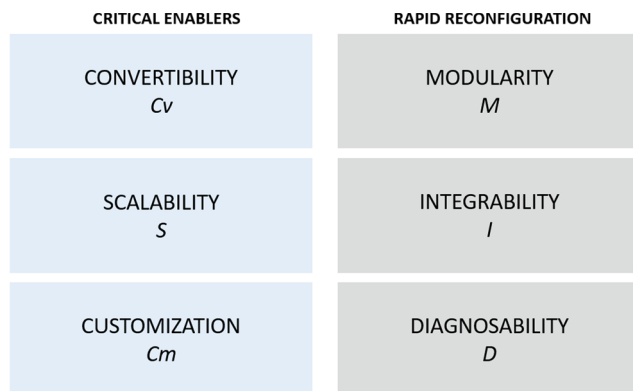 CRITICAL ENABLERS
CONVERTIBILITY
Cv
SCALABILITY
S
CUSTOMIZATION
Cm
RAPID RECONFIGURATION
MODULARITY
M
INTEGRABILITY
I
DIAGNOSABILITY
D